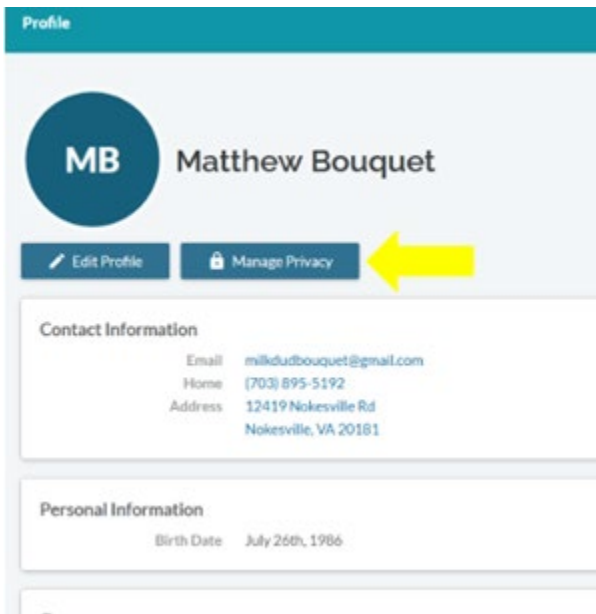 Profile
MB
Matthew Bouquet
Edit Profile
Manage Privacy
Contact Information
Email milkdudbouquet@gmail.com
Home (703) 895-5192
Address 12419 Nokesville Rd
Nokesville, VA 20181
Personal Information
Birth Date July 26th, 1986